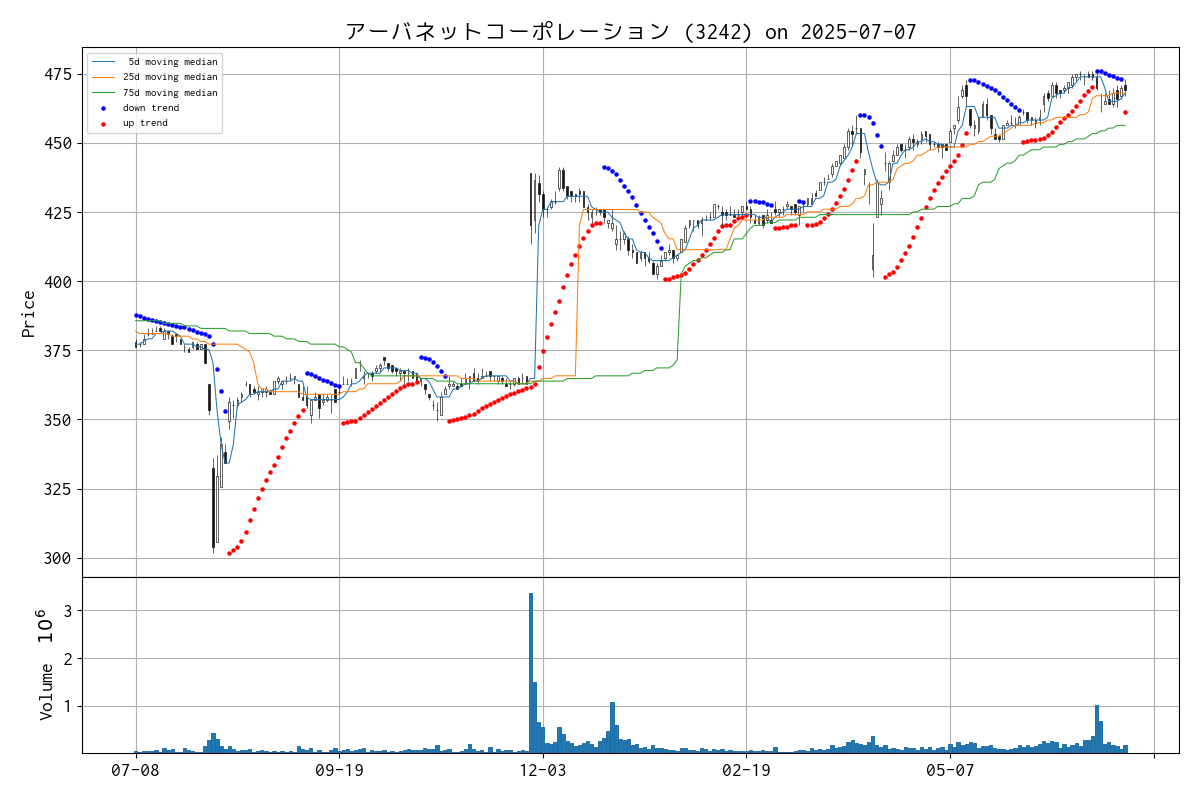 アーバネットコーポレーション (3242) on 2025-07-07
5d moving median
25d moving median
75d moving median
down trend
up trend
475
450
425
400
375
350
325
300
Price
3
2
1
Volume 10^6
07-08
09-19
12-03
02-19
05-07